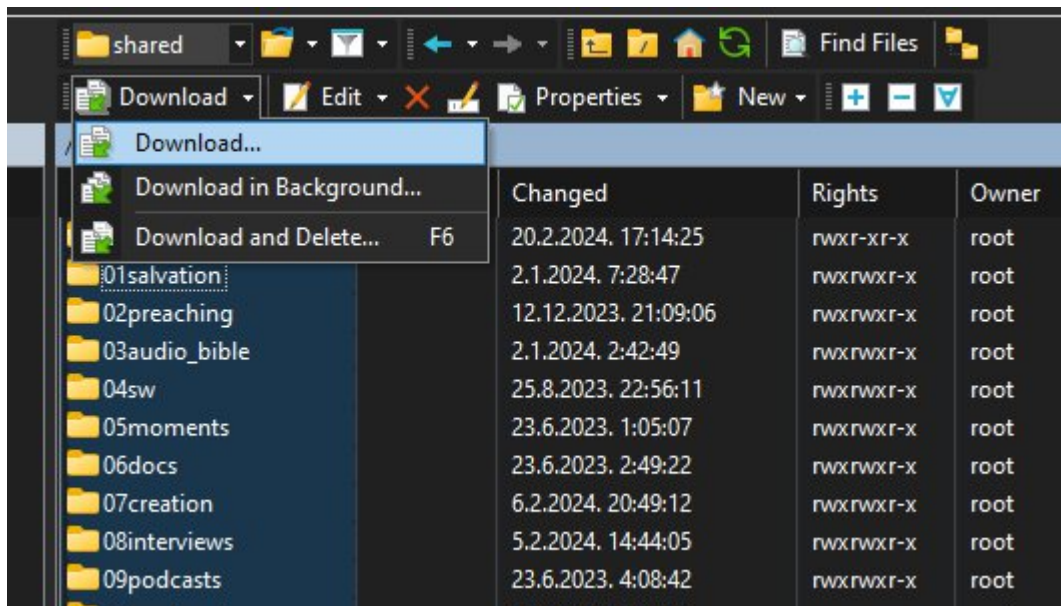 shared Find Files
Download Edit Properties New
/
Download...
Download in Background... Changed Rights Owner
Download and Delete... F6 20.2.2024. 17:14:25 rwxr-xr-x root
01salvation 2.1.2024. 7:28:47 rwxrwxr-x root
02preaching 12.12.2023. 21:09:06 rwxrwxr-x root
03audio_bible 2.1.2024. 2:42:49 rwxrwxr-x root
04sw 25.8.2023. 22:56:11 rwxrwxr-x root
05moments 23.6.2023. 1:05:07 rwxrwxr-x root
06docs 23.6.2023. 2:49:22 rwxrwxr-x root
07creation 6.2.2024. 20:49:12 rwxrwxr-x root
08interviews 5.2.2024. 14:44:05 rwxrwxr-x root
09podcasts 23.6.2023. 4:08:42 rwxrwxr-x root